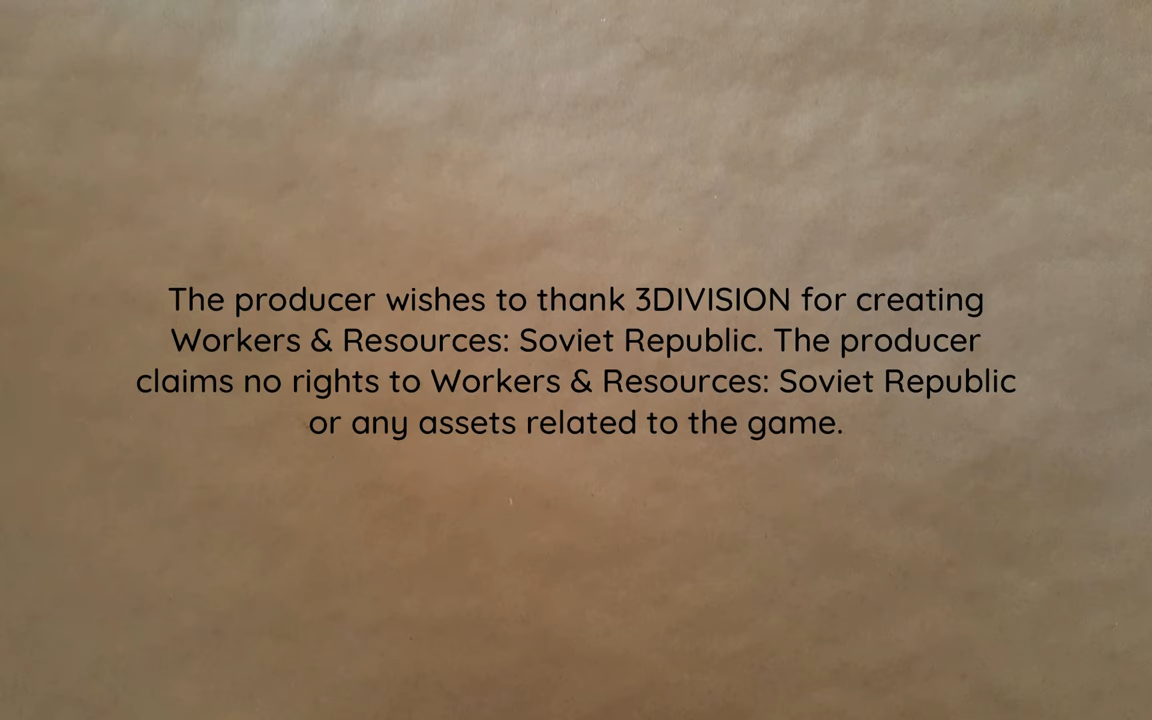 The producer wishes to thank 3DIVISION for creating
Workers & Resources: Soviet Republic. The producer
claims no rights to Workers & Resources: Soviet Republic
or any assets related to the game.